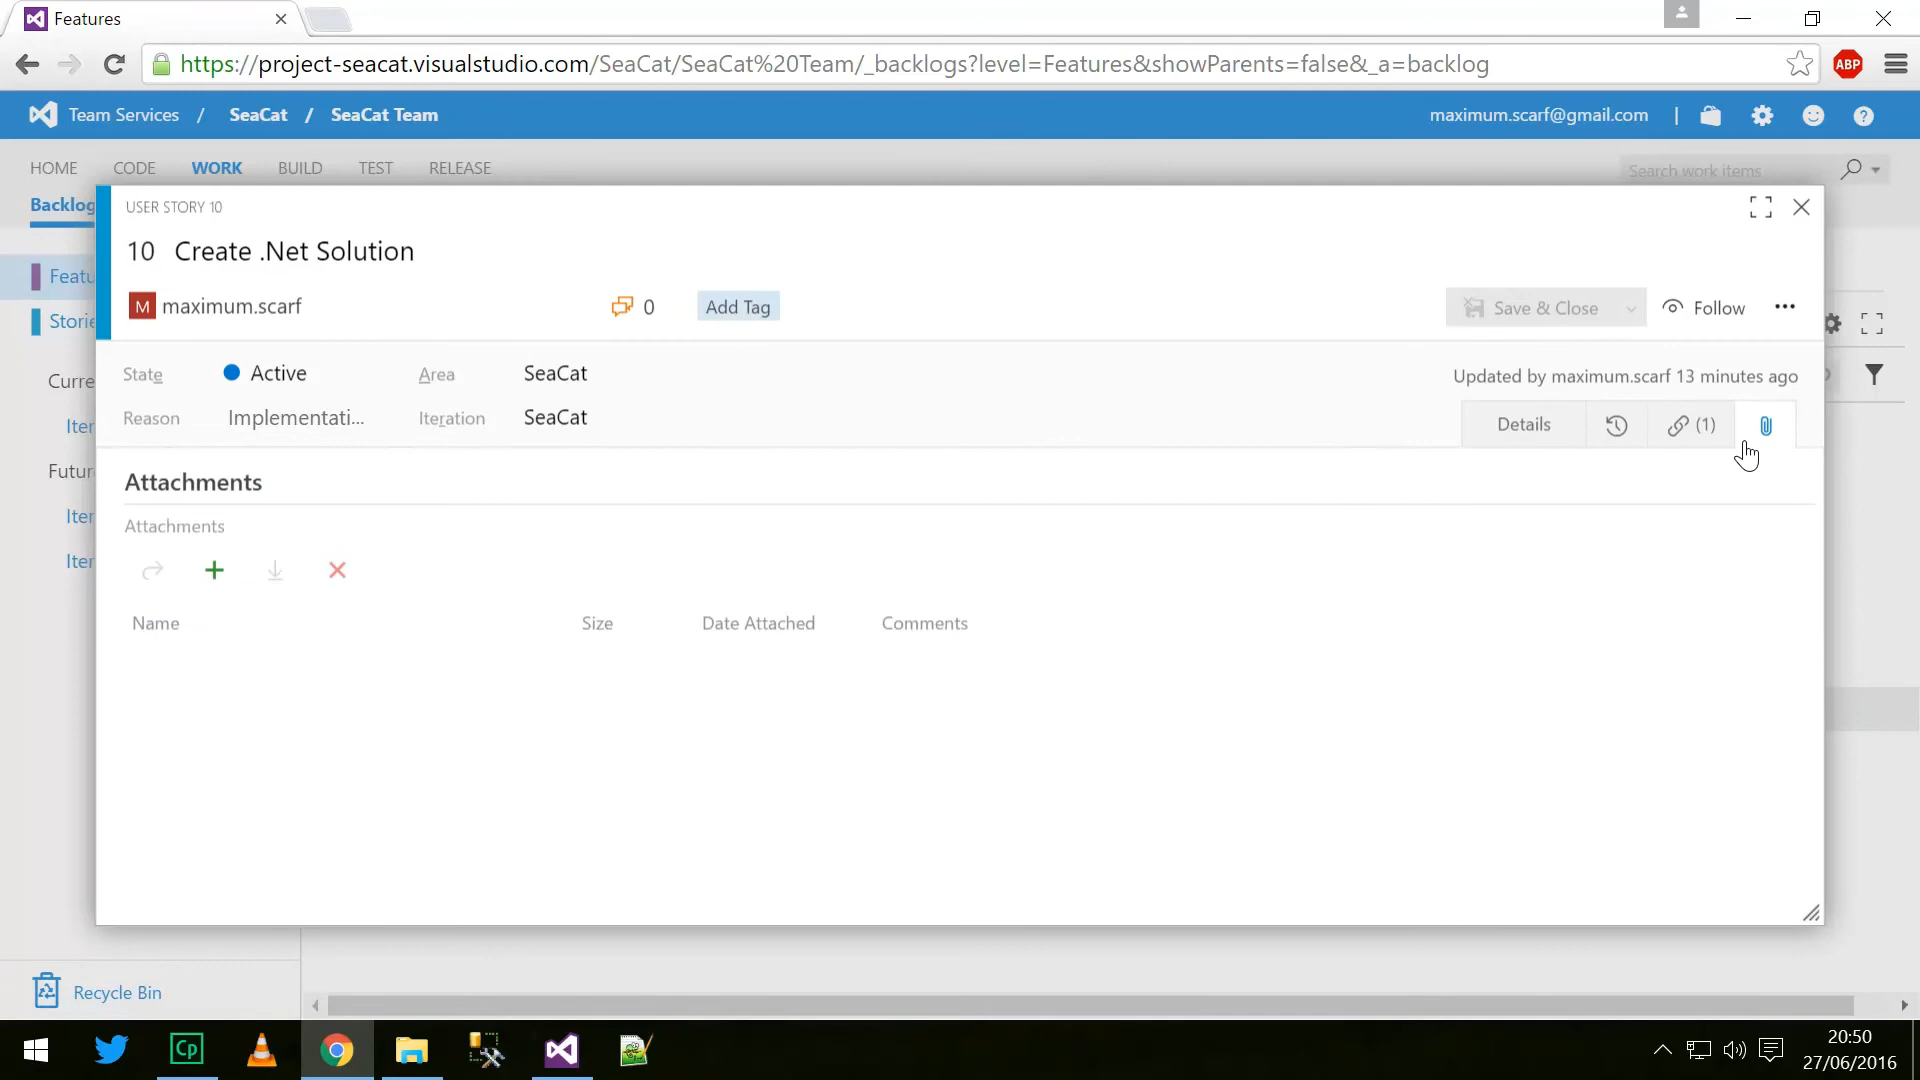 Features
https://project-seacat.visualstudio.com/SeaCat/SeaCat%20Team/_backlogs?level=Features&showParents=false&_a=backlog
ABP
Team Services / SeaCat / SeaCat Team
maximum.scarf@gmail.com |
HOME CODE WORK BUILD TEST RELEASE
Search work items
Backlog
USER STORY 10
10 Create .Net Solution
M maximum.scarf
0
Add Tag
Save & Close
Follow
Featu
Storie
State Active
Area SeaCat
Updated by maximum.scarf 13 minutes ago
Curre
Reason Implementati...
Iteration SeaCat
Details
(1)
Iter
Futur
Attachments
Iter
Attachments
Iter
Name Size Date Attached Comments
Recycle Bin
Cp
20:50
27/06/2016